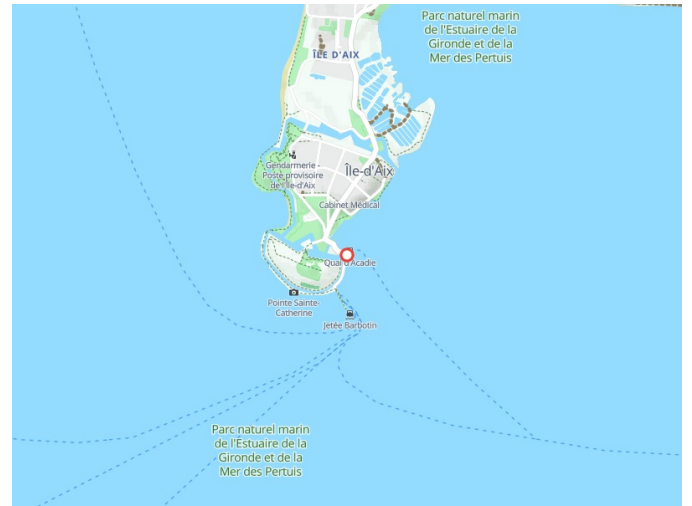 Parc naturel marin
de l'Estuaire de la
Gironde et de la
Mer des Pertuis
ÎLE D'AIX
Gendarmerie -
Poste provisoire
de l'Île-d'Aix
Île-d'Aix
Cabinet Médical
Quai d'Acadie
Pointe Sainte-
Catherine
Jetée Barbotin
Parc naturel marin
de l'Éstuaire de la
Gironde et de la
Mer des Pertuis